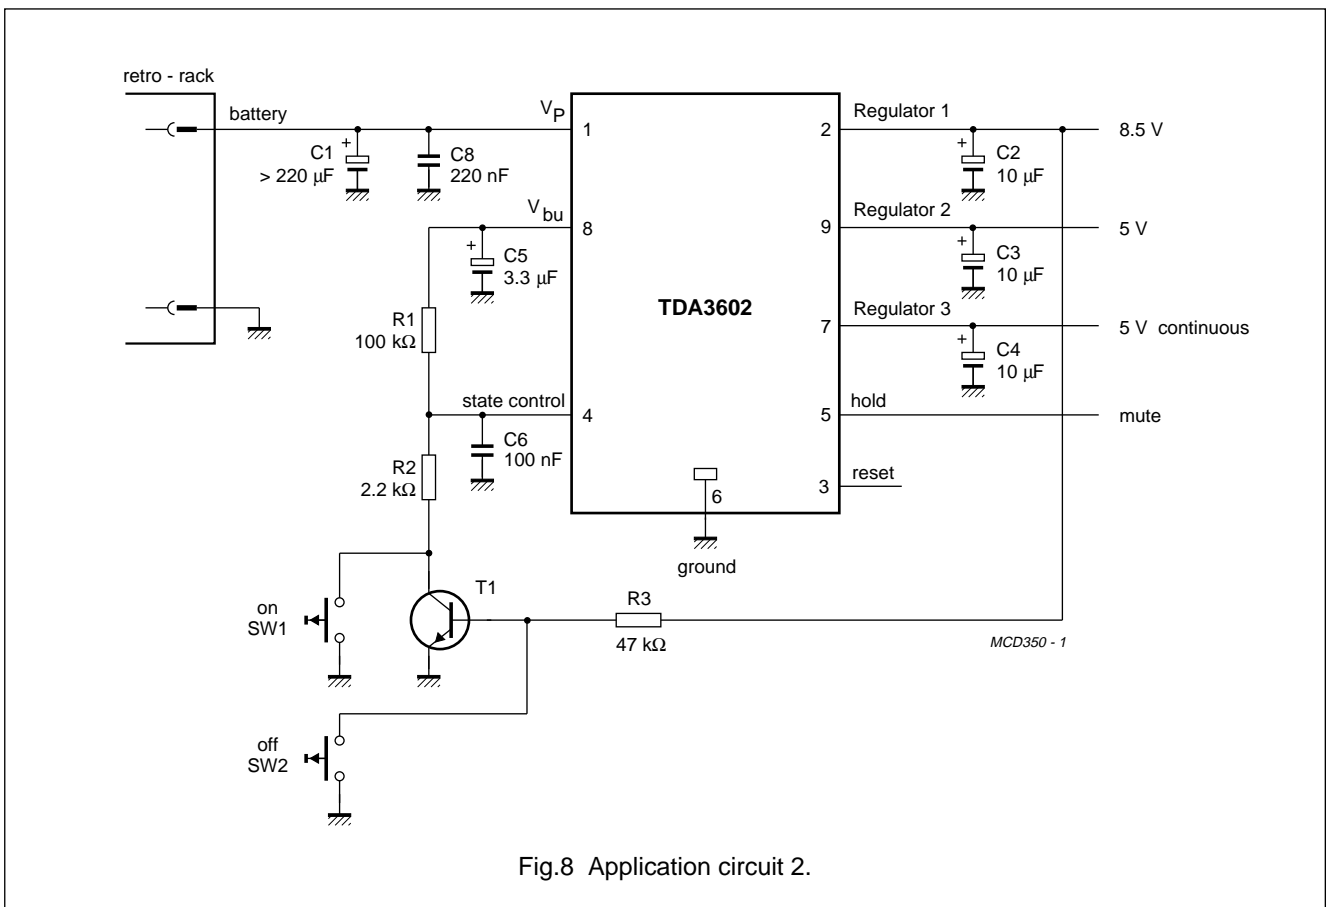 retro - rack
battery
VP
1
C1
+
> 220 µF
C8
220 nF
Vbu
8
C5
+
3.3 µF
R1
100 kΩ
state control
4
C6
100 nF
R2
2.2 kΩ
TDA3602
6
ground
2
Regulator 1
+
C2
10 µF
8.5 V
9
Regulator 2
+
C3
10 µF
5 V
7
Regulator 3
+
C4
10 µF
5 V continuous
5
hold
mute
3
reset
on
SW1
T1
R3
47 kΩ
MCD350 - 1
off
SW2
Fig.8 Application circuit 2.